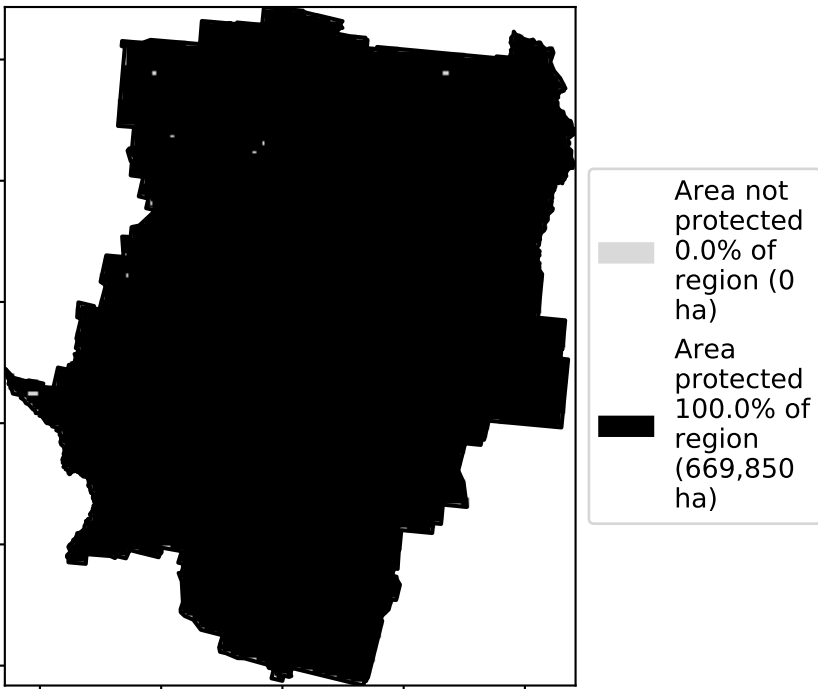 Area not
protected
0.0% of
region (0
ha)
Area
protected
100.0% of
region
(669,850
ha)